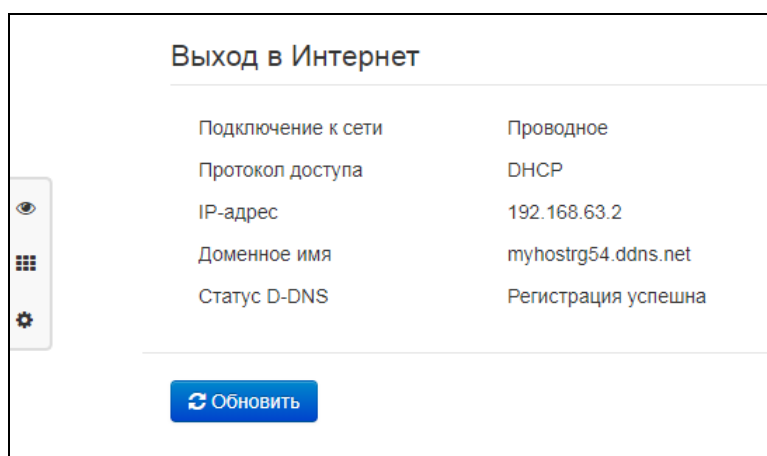 Выход в Интернет
Подключение к сети Проводное
Протокол доступа DHCP
IP-адрес 192.168.63.2
Доменное имя myhostrg54.ddns.net
Статус D-DNS Регистрация успешна
Обновить